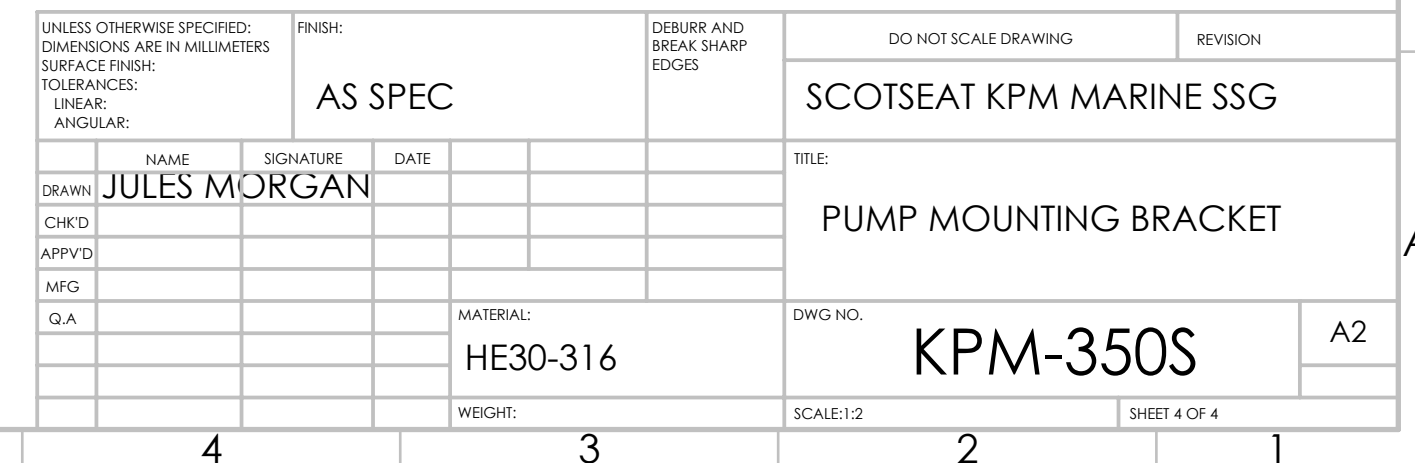 UNLESS OTHERWISE SPECIFIED:
DIMENSIONS ARE IN MILLIMETERS
SURFACE FINISH:
TOLERANCES:
LINEAR:
ANGULAR:
FINISH:
AS SPEC
DEBURR AND
BREAK SHARP
EDGES
DO NOT SCALE DRAWING
REVISION
SCOTSEAT KPM MARINE SSG
NAME
SIGNATURE
DATE
DRAWN
JULES MORGAN
CHK'D
APPV'D
MFG
Q.A
TITLE:
PUMP MOUNTING BRACKET
A
MATERIAL:
HE30-316
WEIGHT:
DWG NO.
KPM-350S
A2
SCALE:1:2
SHEET 4 OF 4
4
3
2
1